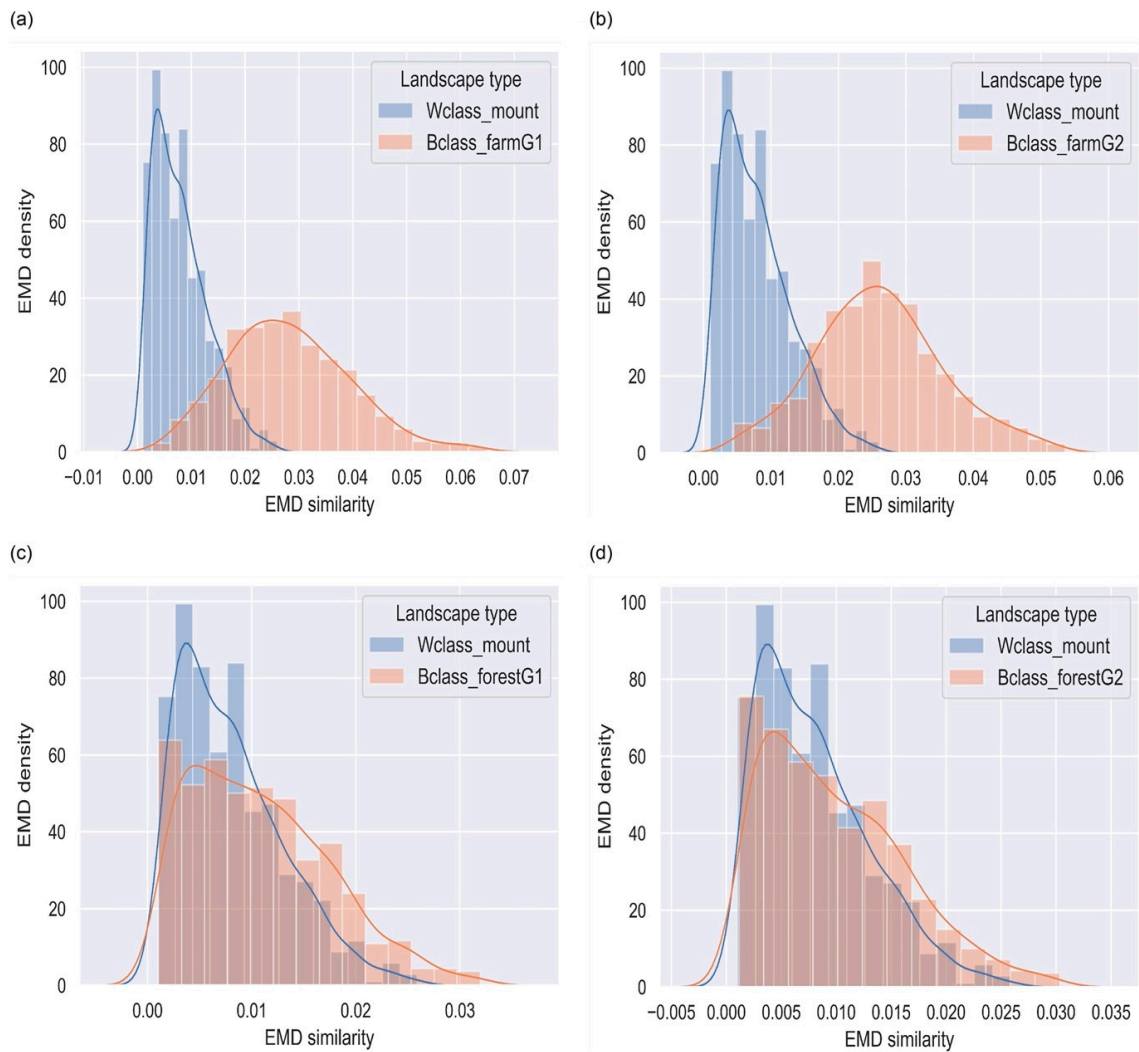 (a)
EMD density
100
80
60
40
20
0
Landscape type
Wclass_mount
Bclass_farmG1
−0.01 0.00 0.01 0.02 0.03 0.04 0.05 0.06 0.07
EMD similarity
(b)
EMD density
100
80
60
40
20
0
Landscape type
Wclass_mount
Bclass_farmG2
0.00 0.01 0.02 0.03 0.04 0.05 0.06
EMD similarity
(c)
EMD density
100
80
60
40
20
0
Landscape type
Wclass_mount
Bclass_forestG1
0.00 0.01 0.02 0.03
EMD similarity
(d)
EMD density
100
80
60
40
20
0
Landscape type
Wclass_mount
Bclass_forestG2
−0.005 0.000 0.005 0.010 0.015 0.020 0.025 0.030 0.035
EMD similarity